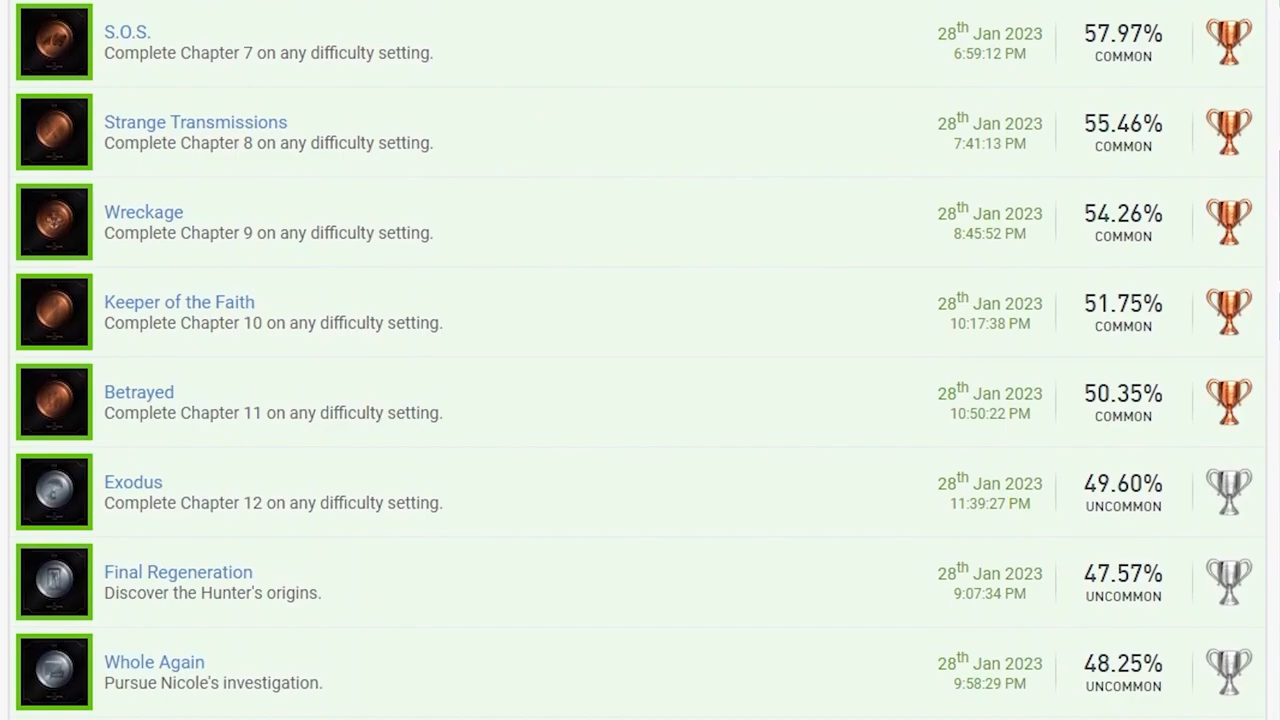 S.O.S.
Complete Chapter 7 on any difficulty setting.
28th Jan 2023
6:59:12 PM
57.97%
COMMON
Strange Transmissions
Complete Chapter 8 on any difficulty setting.
28th Jan 2023
7:41:13 PM
55.46%
COMMON
Wreckage
Complete Chapter 9 on any difficulty setting.
28th Jan 2023
8:45:52 PM
54.26%
COMMON
Keeper of the Faith
Complete Chapter 10 on any difficulty setting.
28th Jan 2023
10:17:38 PM
51.75%
COMMON
Betrayed
Complete Chapter 11 on any difficulty setting.
28th Jan 2023
10:50:22 PM
50.35%
COMMON
Exodus
Complete Chapter 12 on any difficulty setting.
28th Jan 2023
11:39:27 PM
49.60%
UNCOMMON
Final Regeneration
Discover the Hunter's origins.
28th Jan 2023
9:07:34 PM
47.57%
UNCOMMON
Whole Again
Pursue Nicole's investigation.
28th Jan 2023
9:58:29 PM
48.25%
UNCOMMON